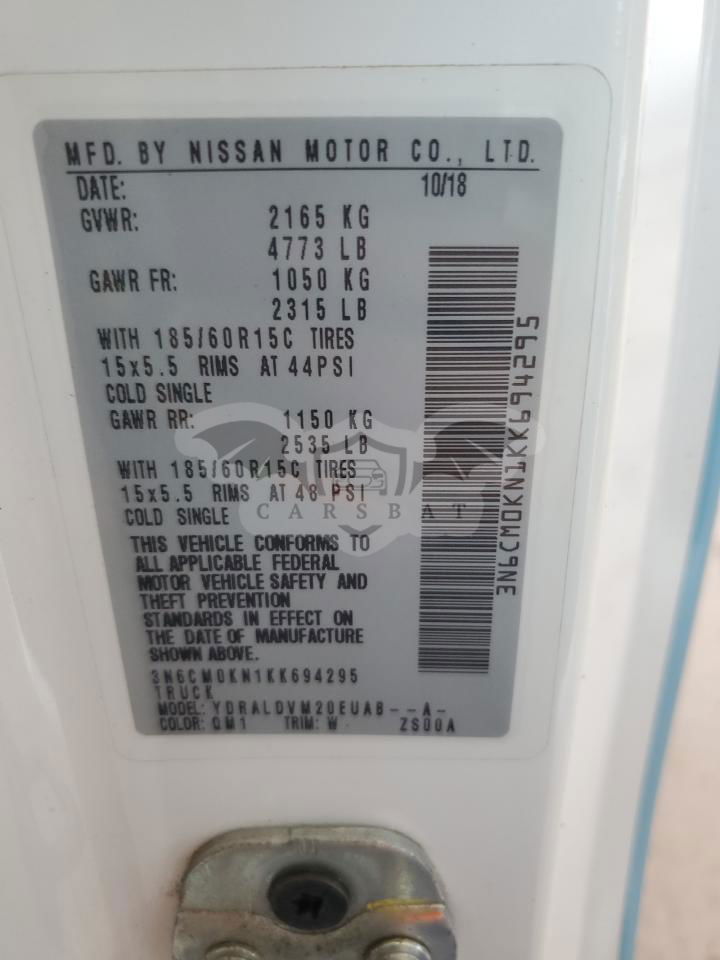 MFD. BY NISSAN MOTOR CO., LTD.
DATE: 10/18
GVWR: 2165 KG
4773 LB
GAWR FR: 1050 KG
2315 LB
WITH 185/60R15C TIRES
15x5.5 RIMS AT 44PSI
COLD SINGLE
GAWR RR: 1150 KG
2535 LB
WITH 185/60R15C TIRES
15x5.5 RIMS AT 48 PSI
COLD SINGLE
THIS VEHICLE CONFORMS TO
ALL APPLICABLE FEDERAL
MOTOR VEHICLE SAFETY AND
THEFT PREVENTION
STANDARDS IN EFFECT ON
THE DATE OF MANUFACTURE
SHOWN ABOVE.
3N6CM0KN1KK694295
TRUCK
MODEL: YDRALDVM20EUAB--A-
COLOR: QM1 TRIM: W ZS00A
3N6CM0KN1KK694295
CARSBAT